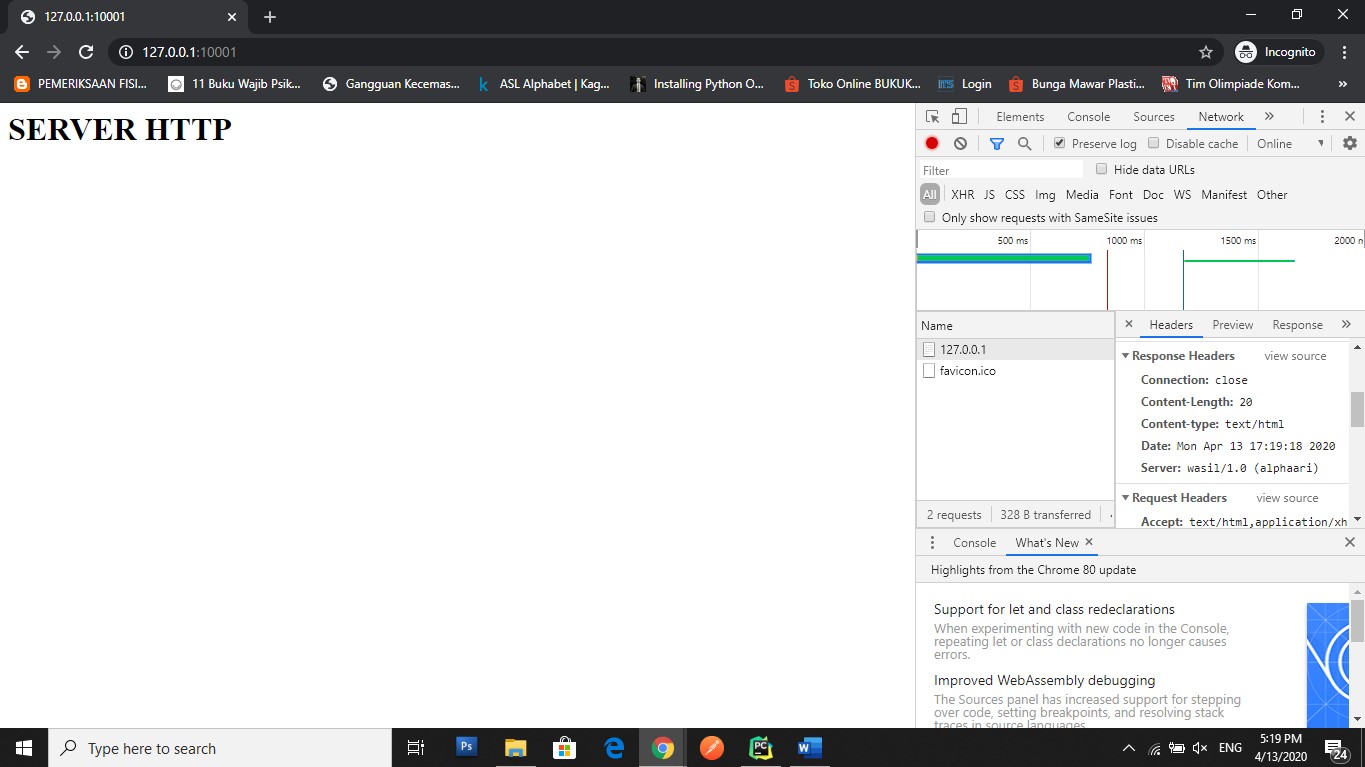 127.0.0.1:10001
127.0.0.1:10001
Incognito
PEMERIKSAAN FISI... 11 Buku Wajib Psik... Gangguan Kecemas... ASL Alphabet | Kag... Installing Python O... Toko Online BUKUK... Login Bunga Mawar Plasti... Tim Olimpiade Kom... »
SERVER HTTP
Elements Console Sources Network »
Preserve log Disable cache Online
Filter Hide data URLs
All XHR JS CSS Img Media Font Doc WS Manifest Other
Only show requests with SameSite issues
500 ms 1000 ms 1500 ms 2000 n
Name
127.0.0.1
favicon.ico
2 requests 328 B transferred
Headers Preview Response »
Response Headers view source
Connection: close
Content-Length: 20
Content-type: text/html
Date: Mon Apr 13 17:19:18 2020
Server: wasil/1.0 (alphaari)
Request Headers view source
Accept: text/html,application/xh
Console What's New
Highlights from the Chrome 80 update
Support for let and class redeclarations
When experimenting with new code in the Console,
repeating let or class declarations no longer causes
errors.
Improved WebAssembly debugging
The Sources panel has increased support for stepping
over code, setting breakpoints, and resolving stack
traces in source languages.
Type here to search
Ps
PC
W
ENG
5:19 PM
4/13/2020
24